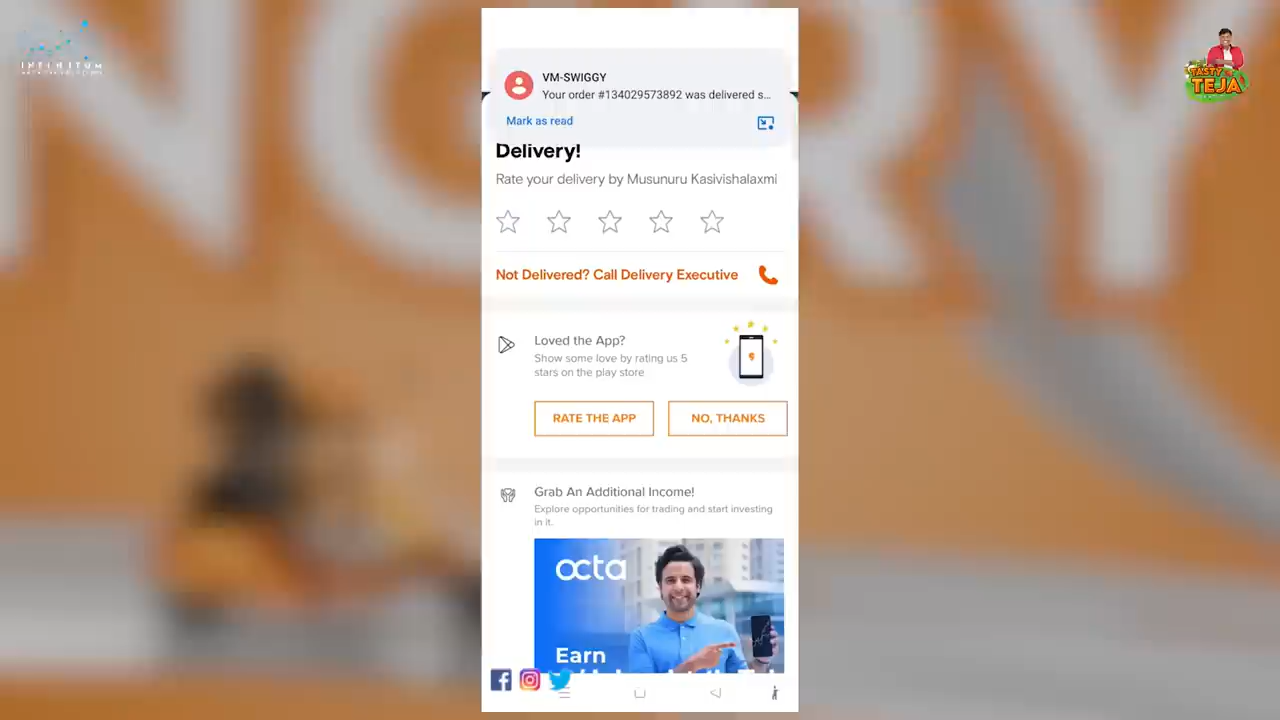 INFINITUM
TASTY
TEJA
VM-SWIGGY
Your order #134029573892 was delivered s...
Mark as read
Delivery!
Rate your delivery by Musunuru Kasivishalaxmi
Not Delivered? Call Delivery Executive
Loved the App?
Show some love by rating us 5
stars on the play store
RATE THE APP
NO, THANKS
Grab An Additional Income!
Explore opportunities for trading and start investing
in it.
octa
Earn